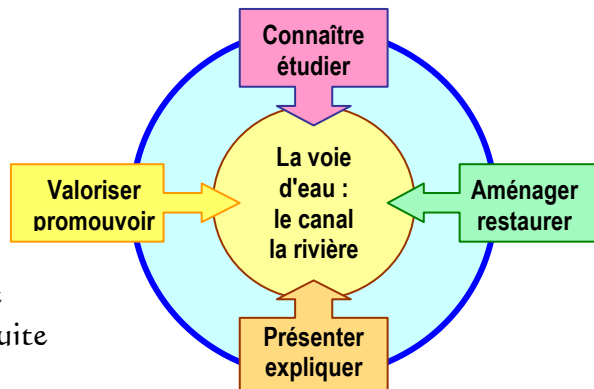 Connaître
étudier
La voie
d'eau :
le canal
la rivière
Valoriser
promouvoir
Aménager
restaurer
Présenter
expliquer